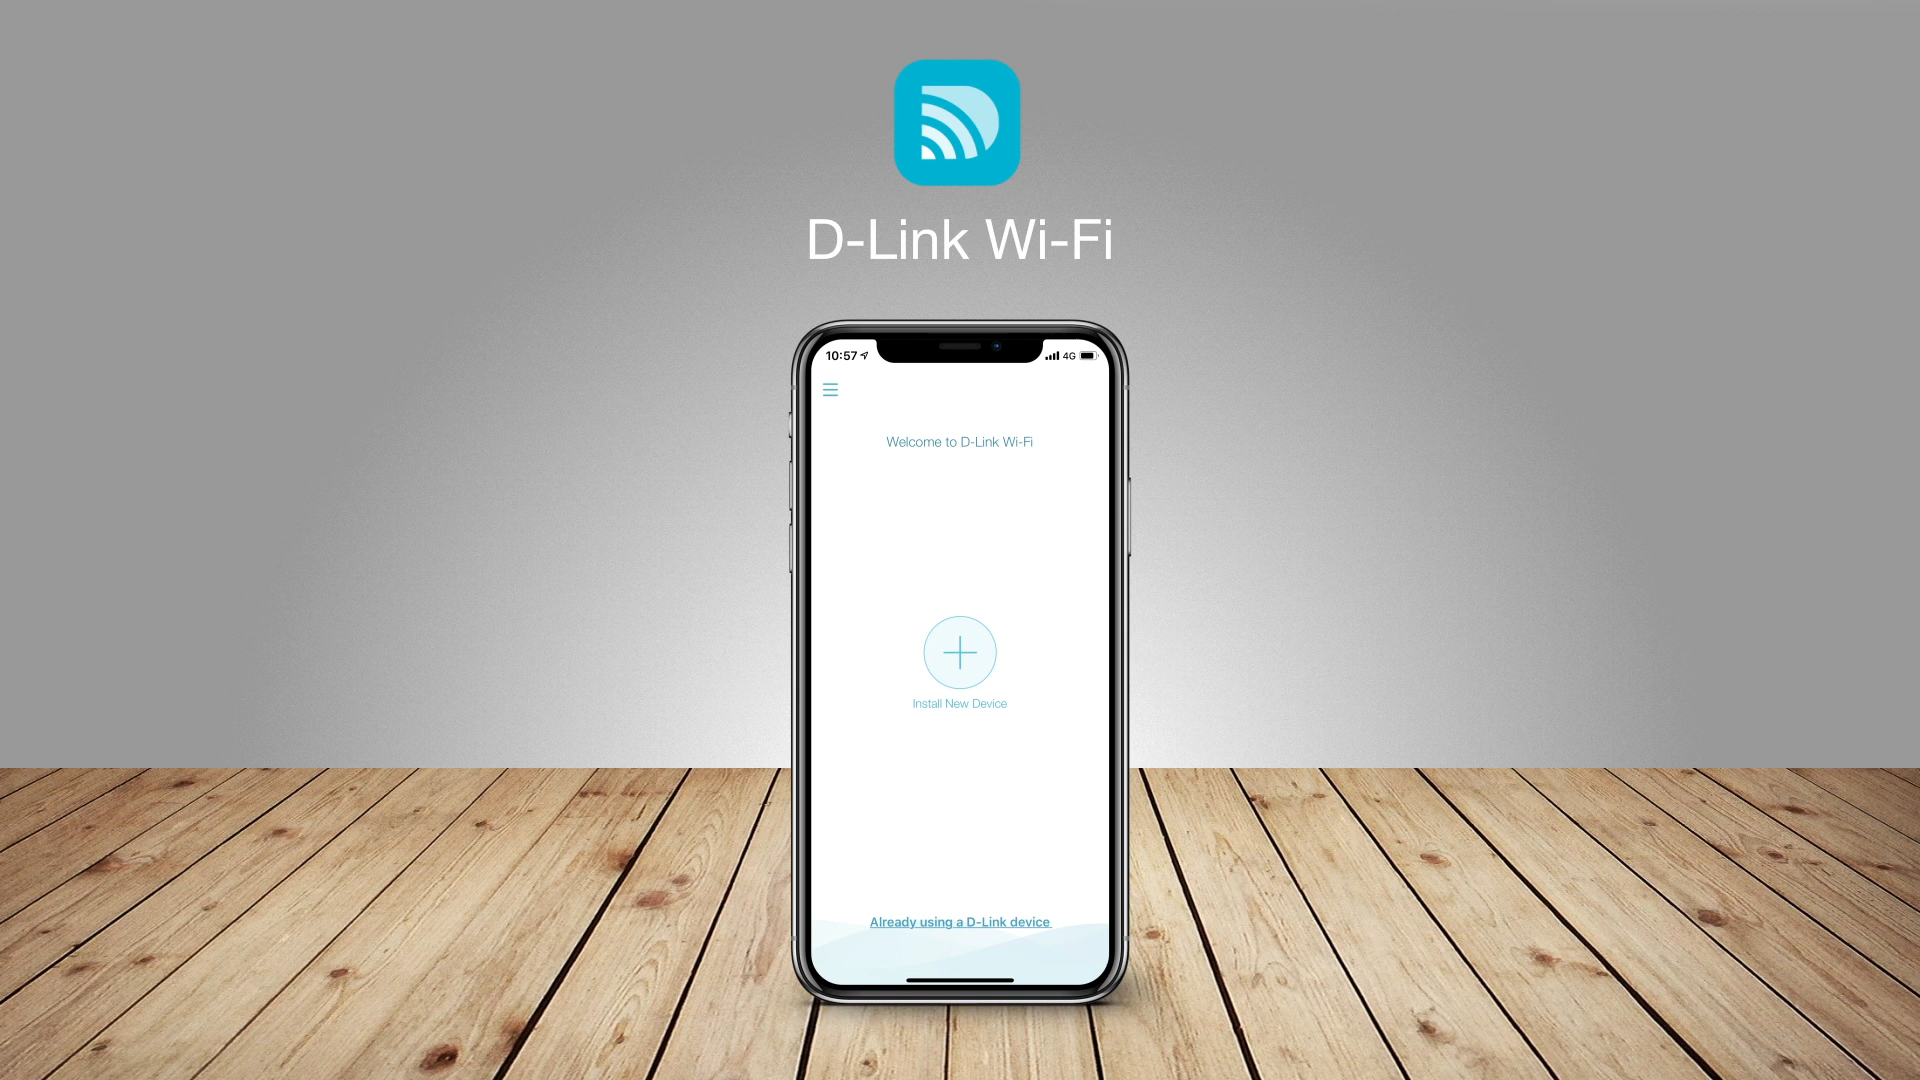 D-Link Wi-Fi
10:57 4G
Welcome to D-Link Wi-Fi
Install New Device
Already using a D-Link device